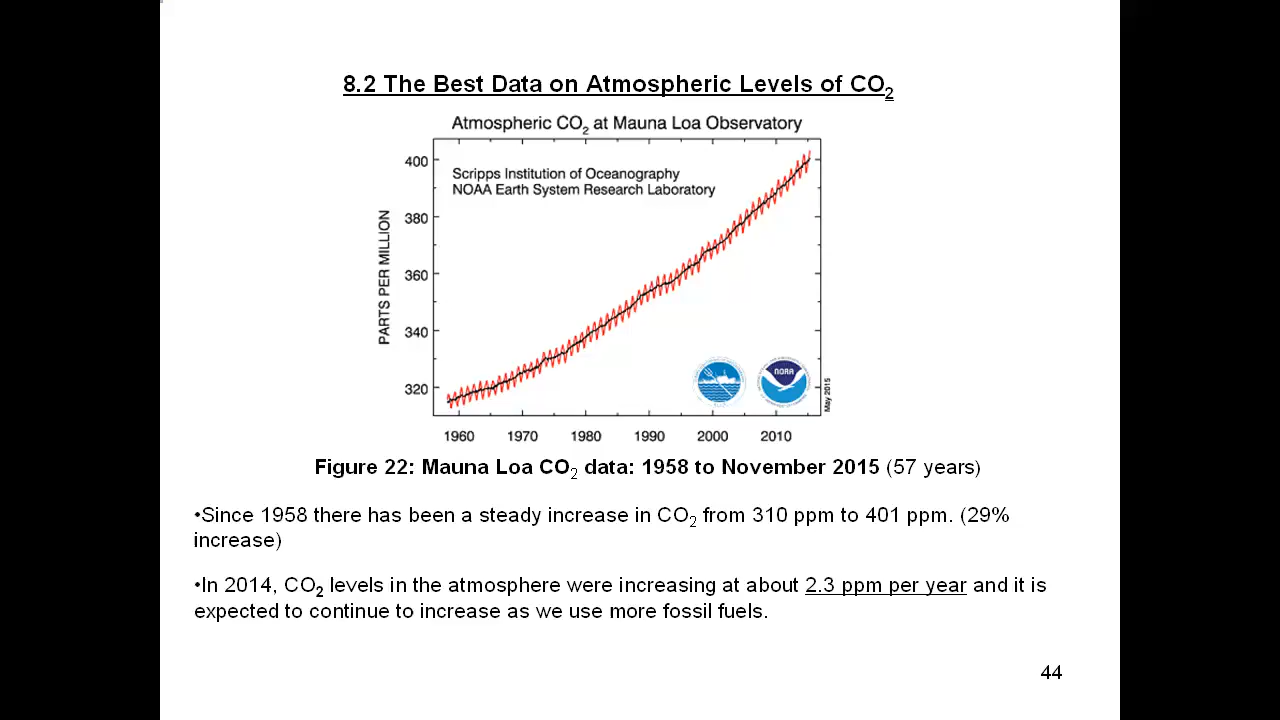 8.2 The Best Data on Atmospheric Levels of CO2
Atmospheric CO2 at Mauna Loa Observatory
Scripps Institution of Oceanography
NOAA Earth System Research Laboratory
PARTS PER MILLION
400
380
360
340
320
1960 1970 1980 1990 2000 2010
NOAA
May 2015
Figure 22: Mauna Loa CO2 data: 1958 to November 2015 (57 years)
•Since 1958 there has been a steady increase in CO2 from 310 ppm to 401 ppm. (29%
increase)
•In 2014, CO2 levels in the atmosphere were increasing at about 2.3 ppm per year and it is
expected to continue to increase as we use more fossil fuels.
44